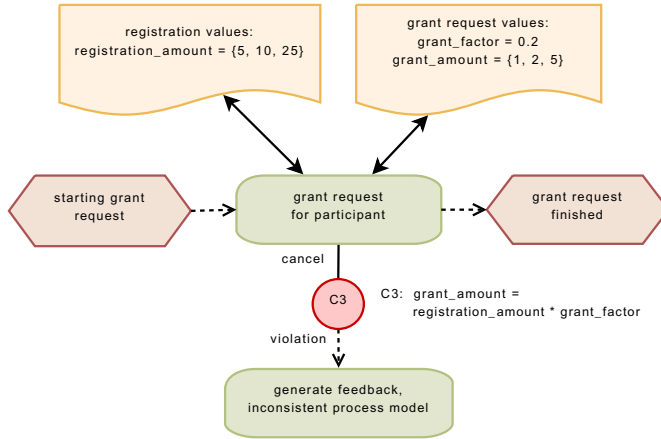 registration values:
registration_amount = {5, 10, 25}
grant request values:
grant_factor = 0.2
grant_amount = {1, 2, 5}
starting grant
request
grant request
for participant
grant request
finished
cancel
C3
C3: grant_amount =
registration_amount * grant_factor
violation
generate feedback,
inconsistent process model